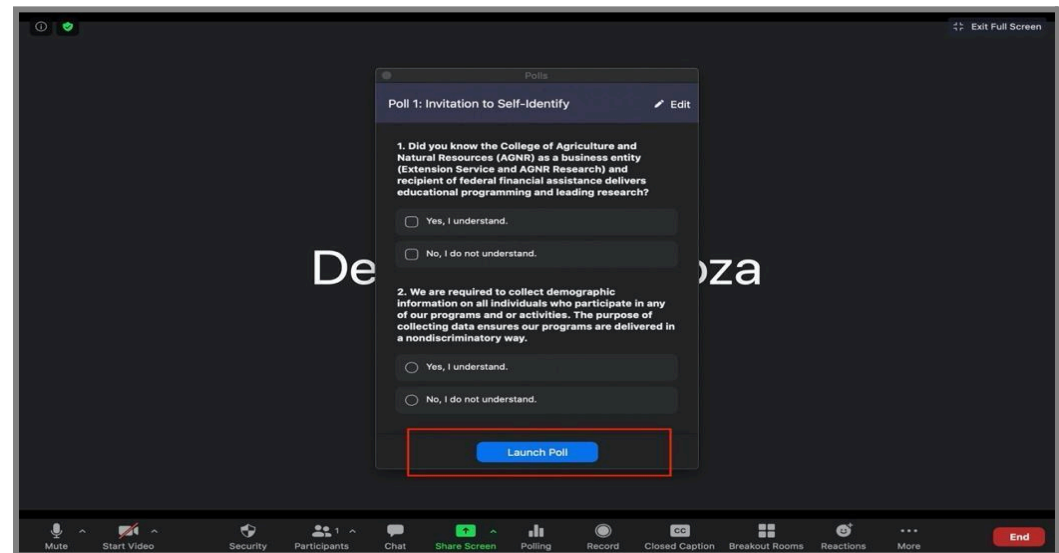 Exit Full Screen
Polls
Poll 1: Invitation to Self-Identify
Edit
1. Did you know the College of Agriculture and
Natural Resources (AGNR) as a business entity
(Extension Service and AGNR Research) and
recipient of federal financial assistance delivers
educational programming and leading research?
Yes, I understand.
No, I do not understand.
De
oza
2. We are required to collect demographic
information on all individuals who participate in any
of our programs and or activities. The purpose of
collecting data ensures our programs are delivered in
a nondiscriminatory way.
Yes, I understand.
No, I do not understand.
Launch Poll
Mute
Start Video
Security
1
Participants
Chat
Share Screen
Polling
Record
CC
Closed Caption
Breakout Rooms
Reactions
More
End